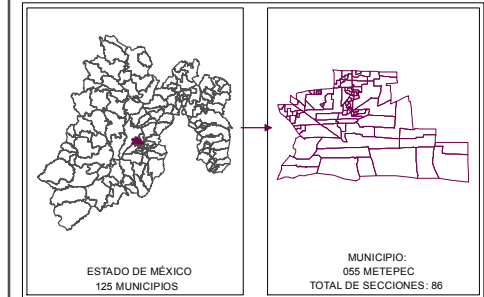 ESTADO DE MÉXICO
125 MUNICIPIOS
MUNICIPIO:
055 METEPEC
TOTAL DE SECCIONES: 86